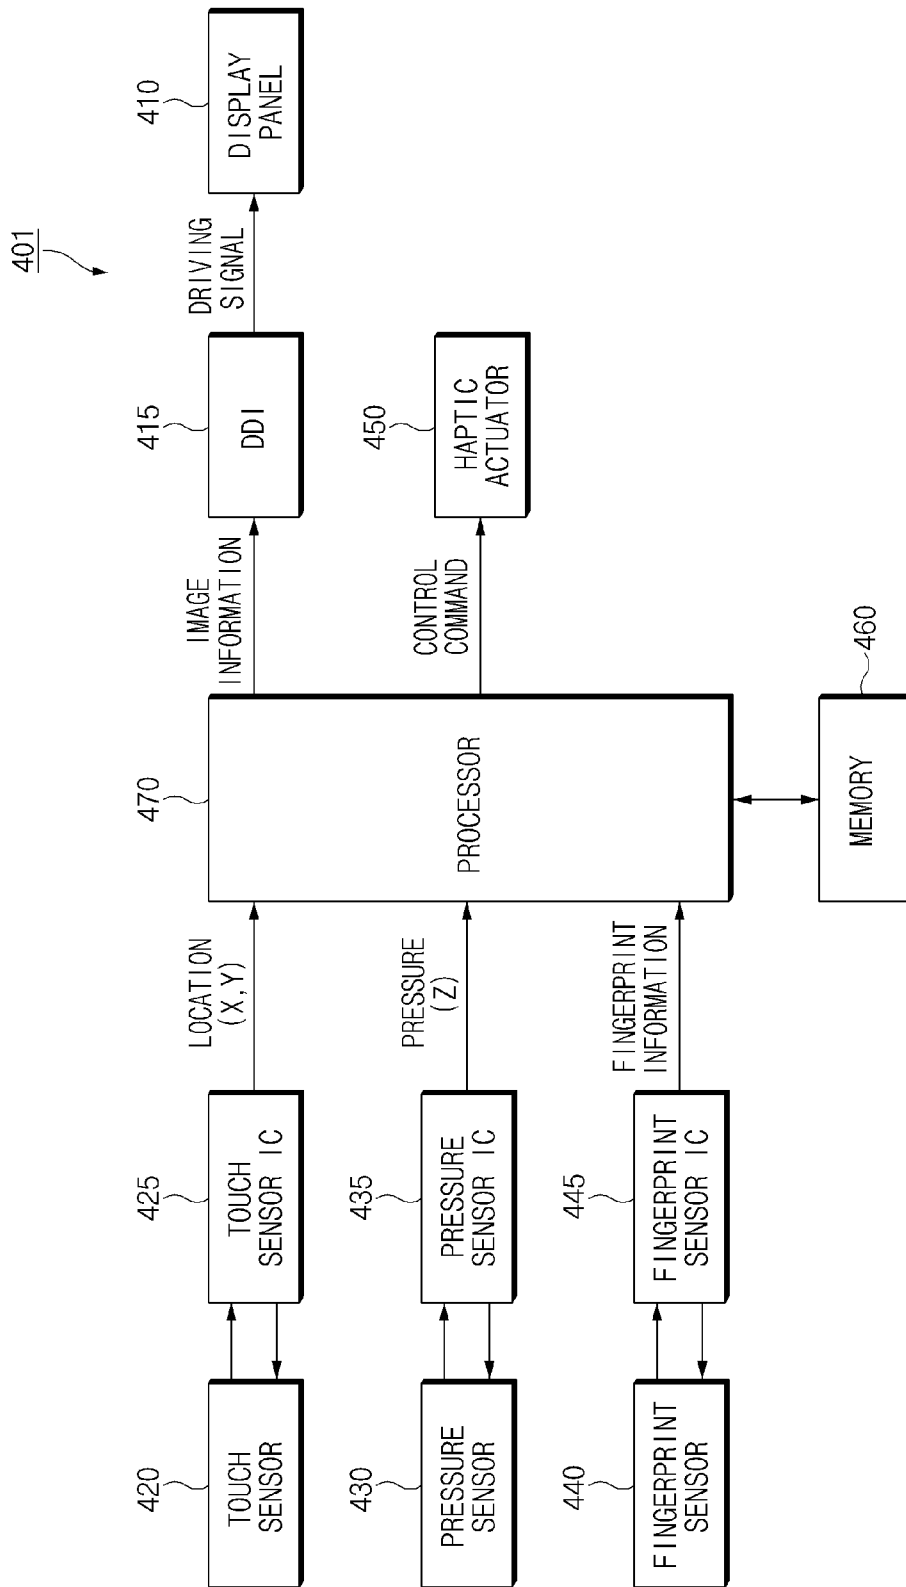 401
420
TOUCH
SENSOR
425
TOUCH
SENSOR IC
LOCATION
(X,Y)
470
PROCESSOR
IMAGE
INFORMATION
415
DDI
DRIVING
SIGNAL
410
DISPLAY
PANEL
430
PRESSURE
SENSOR
435
PRESSURE
SENSOR IC
PRESSURE
(Z)
CONTROL
COMMAND
450
HAPTIC
ACTUATOR
440
FINGERPRINT
SENSOR
445
FINGERPRINT
SENSOR IC
FINGERPRINT
INFORMATION
MEMORY
460